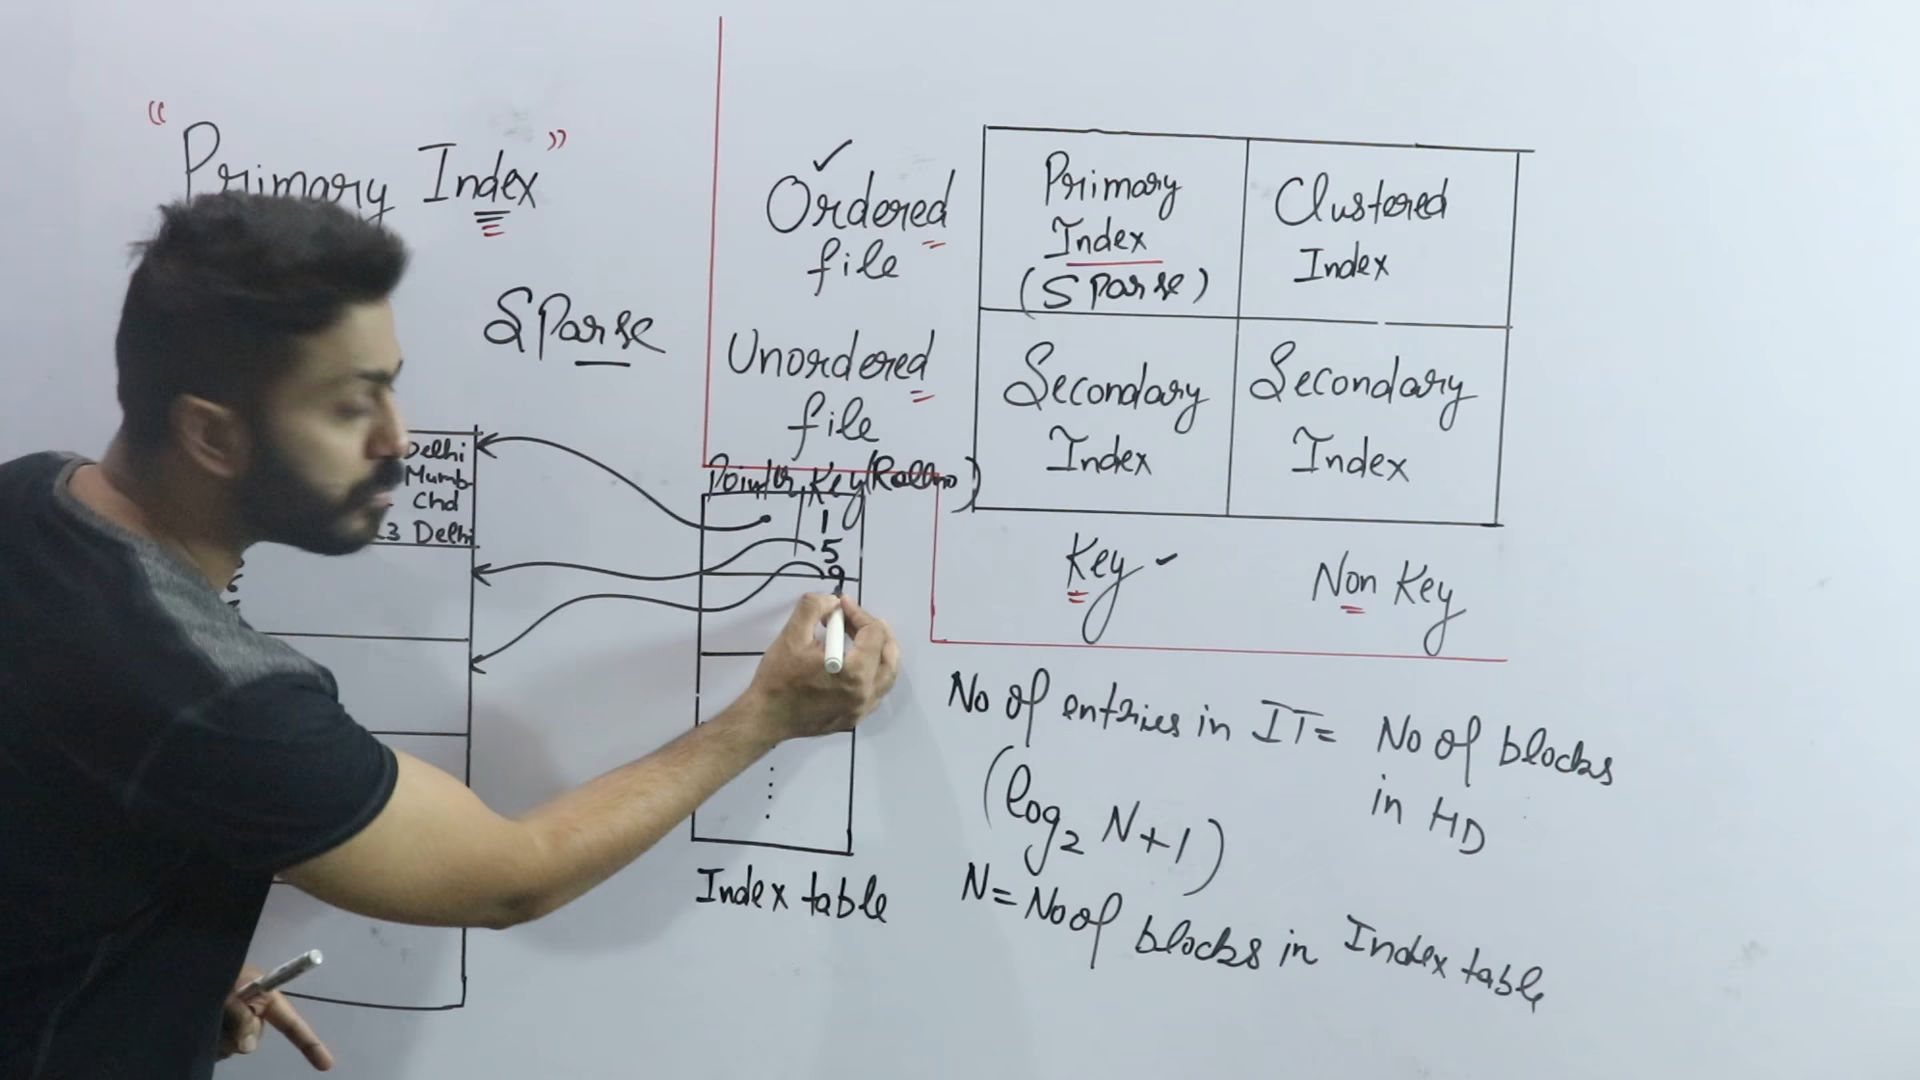 "Primary Index"
SParse
Delhi
Mumb
Chd
23 Delhi
Pointer Key(Rollno)
1
5
9
Index table
Ordered
file
Unordered
file
Primary
Index
(SParse)
Clustered
Index
Secondary
Index
Secondary
Index
Key
Non Key
No of entries in IT= No of blocks
in HD
(log₂ N+1)
N= No of blocks in Index table